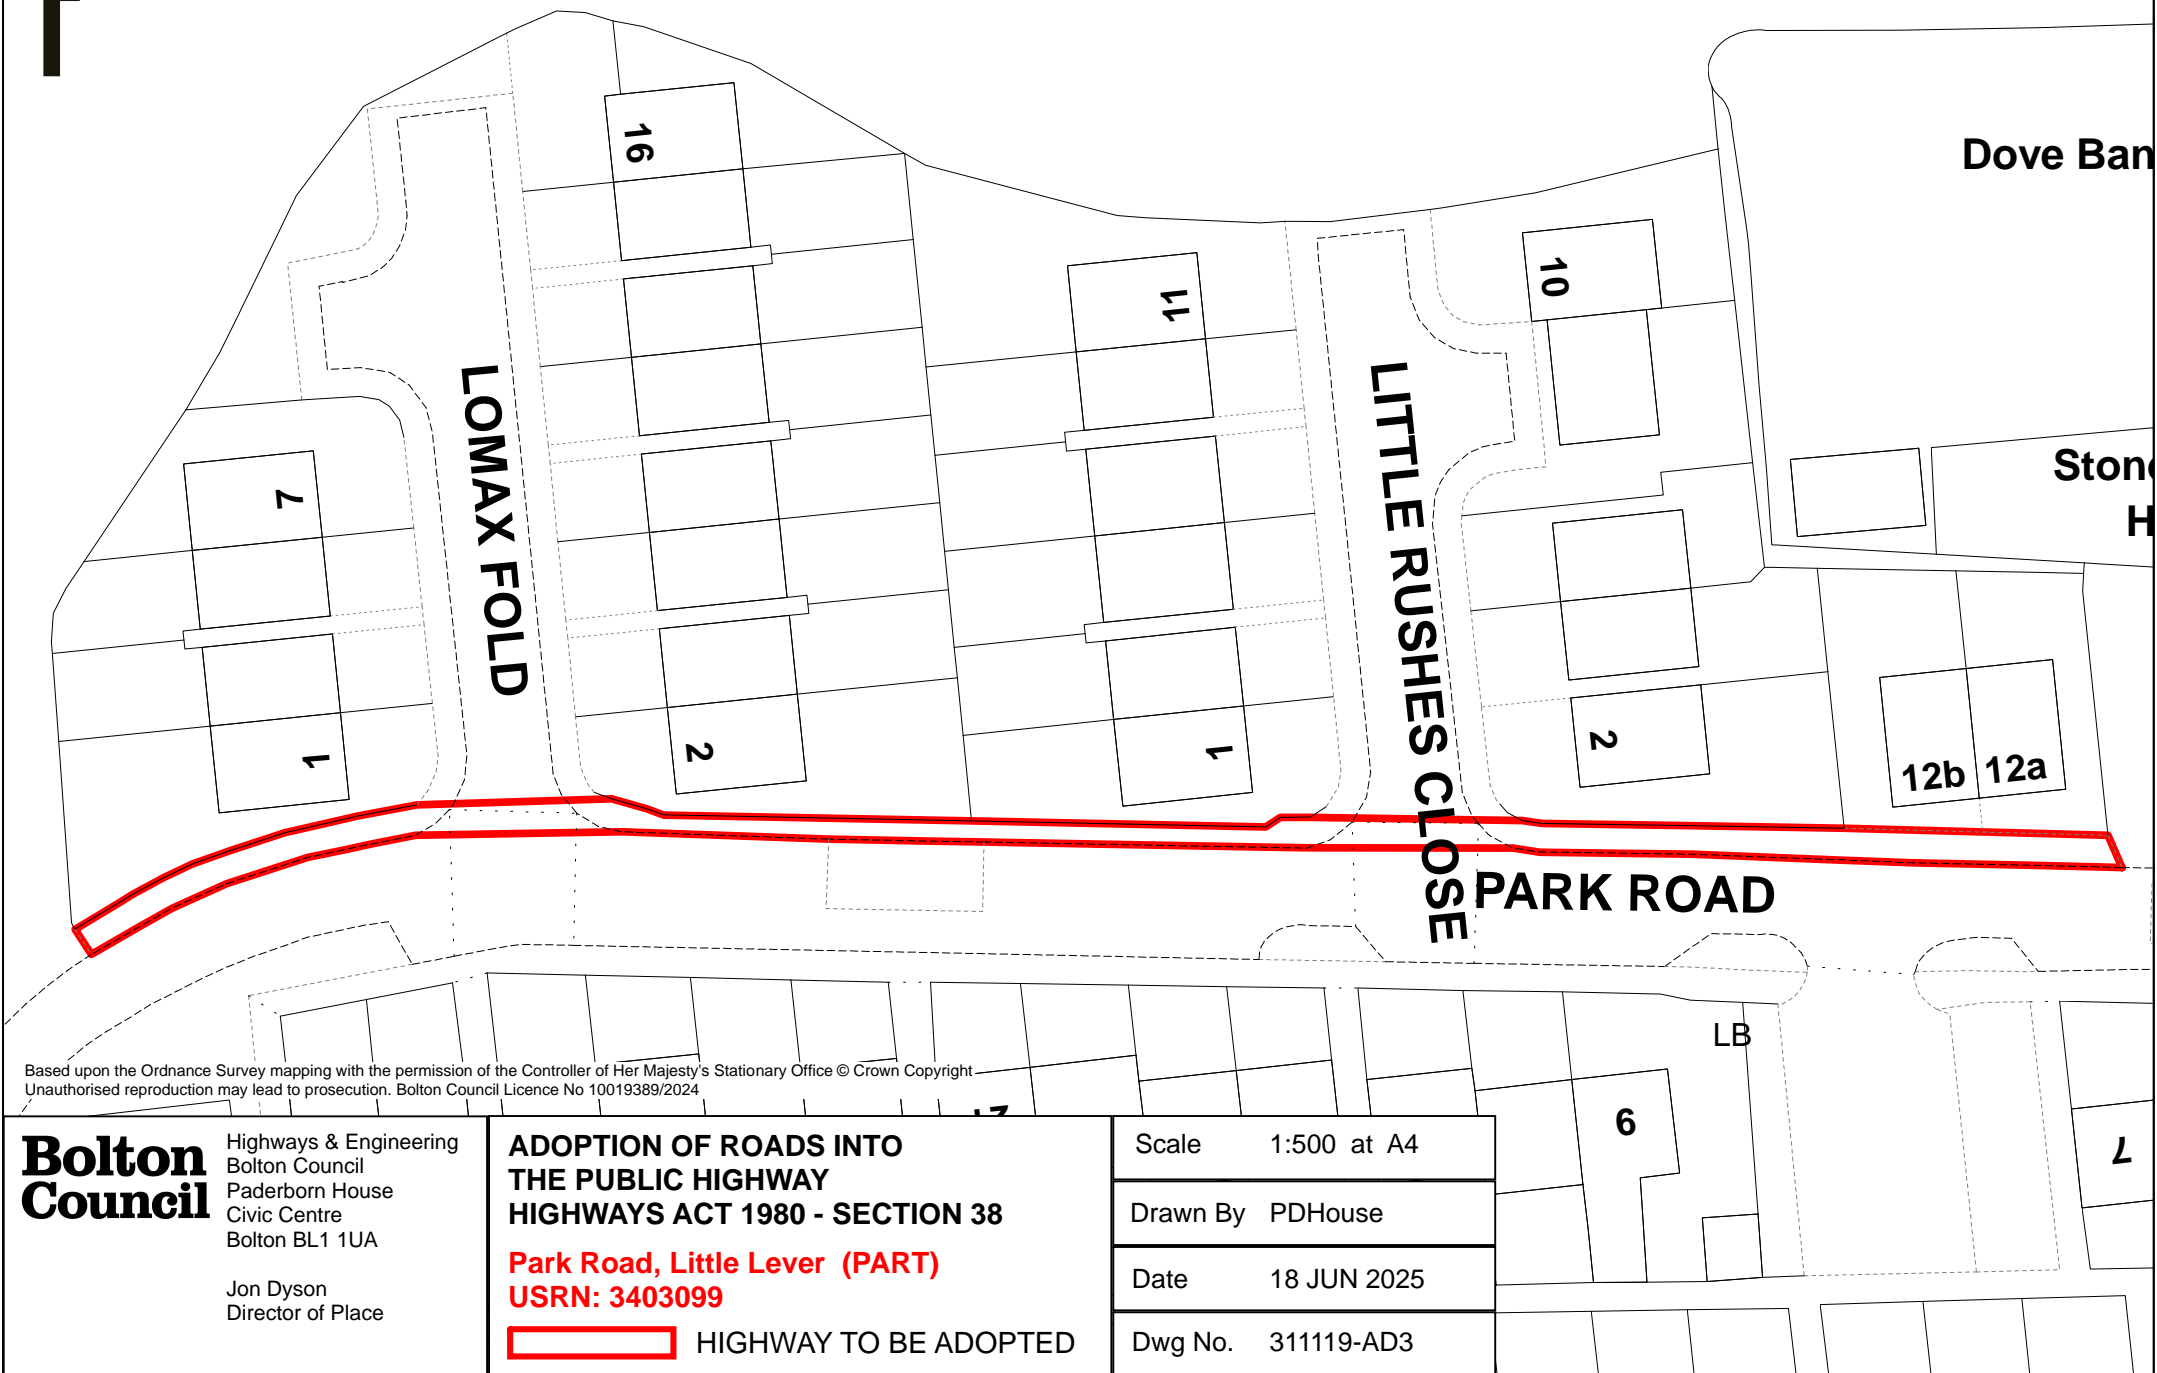 16
Dove Ban
10
11
LOMAX FOLD
LITTLE RUSHES CLOSE
Stone
H
7
1
2
1
2
12b
12a
PARK ROAD
LB
Based upon the Ordnance Survey mapping with the permission of the Controller of Her Majesty's Stationary Office © Crown Copyright
Unauthorised reproduction may lead to prosecution. Bolton Council Licence No 10019389/2024
9
7
Bolton
Council
Highways & Engineering
Bolton Council
Paderborn House
Civic Centre
Bolton BL1 1UA
Jon Dyson
Director of Place
ADOPTION OF ROADS INTO
THE PUBLIC HIGHWAY
HIGHWAYS ACT 1980 - SECTION 38
Park Road, Little Lever (PART)
USRN: 3403099
HIGHWAY TO BE ADOPTED
Scale 1:500 at A4
Drawn By PDHouse
Date 18 JUN 2025
Dwg No. 311119-AD3